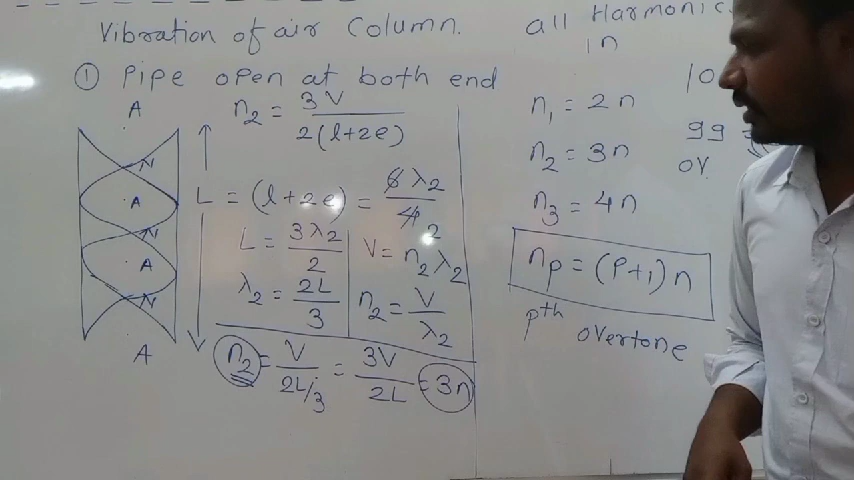 Vibration of air Column.
① Pipe open at both end
A
N
A
N
A
N
A
n₂ = 3V / 2(l+2e)
L = (l+2e) = 6λ₂ / 4 2
L = 3λ₂ / 2
λ₂ = 2L / 3
V = n₂λ₂
n₂ = V / λ₂
n₂ = V / 2L/3 = 3V / 2L = 3n
all Harmonic
in
n₁ = 2n
n₂ = 3n
n₃ = 4n
nₚ = (P+1)n
pth overtone
10
99 =
ov.